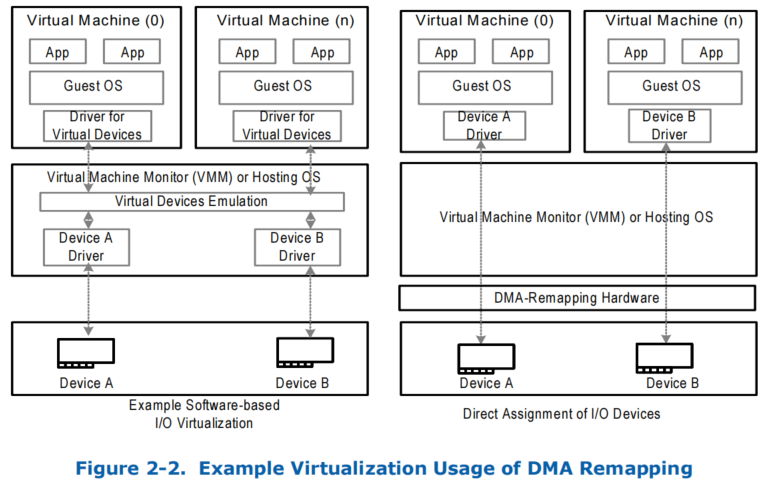 Virtual Machine (0)
App
App
Guest OS
Driver for
Virtual Devices
Virtual Machine (n)
App
App
Guest OS
Driver for
Virtual Devices
Virtual Machine Monitor (VMM) or Hosting OS
Virtual Devices Emulation
Device A
Driver
Device B
Driver
Device A
Device B
Example Software-based
I/O Virtualization
Virtual Machine (0)
App
App
Guest OS
Device A
Driver
Virtual Machine (n)
App
App
Guest OS
Device B
Driver
Virtual Machine Monitor (VMM) or Hosting OS
DMA-Remapping Hardware
Device A
Device B
Direct Assignment of I/O Devices
Figure 2-2. Example Virtualization Usage of DMA Remapping